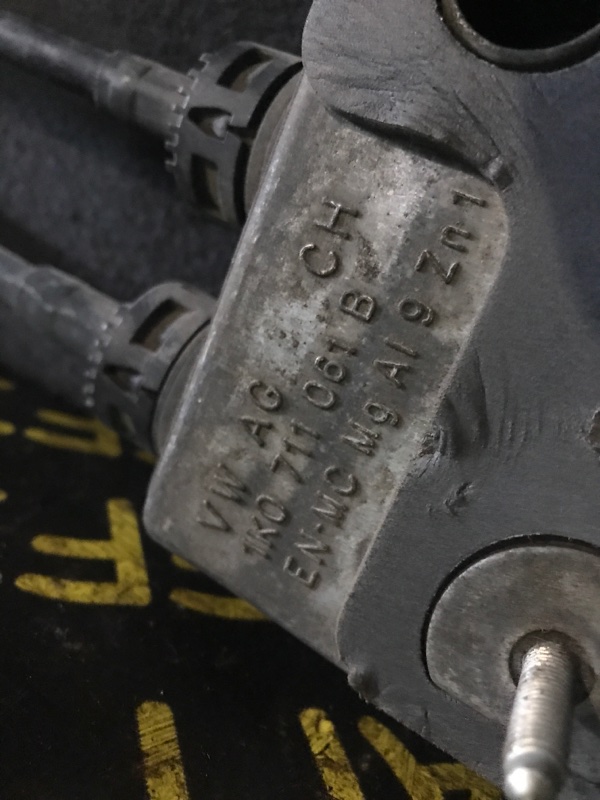 VW AG CH
1K0 711 061 B
EN-MC Mg Al 9 Zn 1